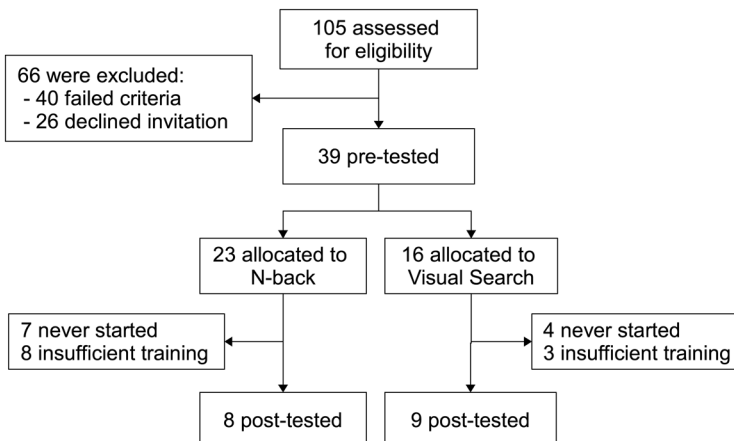 105 assessed
for eligibility
66 were excluded:
- 40 failed criteria
- 26 declined invitation
39 pre-tested
23 allocated to
N-back
16 allocated to
Visual Search
7 never started
8 insufficient training
4 never started
3 insufficient training
8 post-tested
9 post-tested